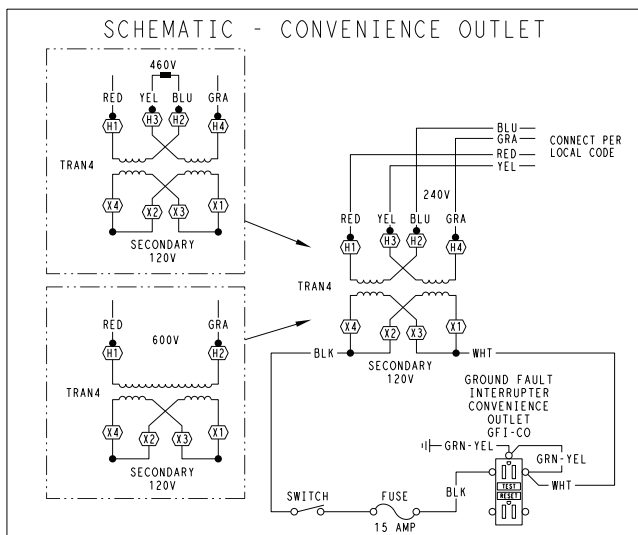 SCHEMATIC - CONVENIENCE OUTLET
460V
RED YEL BLU GRA
H1 H3 H2 H4
TRAN4
X4 X2 X3 X1
SECONDARY
120V
RED GRA
600V
H1 H2
TRAN4
X4 X2 X3 X1
SECONDARY
120V
BLU
GRA
RED
YEL
CONNECT PER
LOCAL CODE
240V
RED YEL BLU GRA
H1 H3 H2 H4
TRAN4
X4 X2 X3 X1
BLK WHT
SECONDARY
120V
GROUND FAULT
INTERRUPTER
CONVENIENCE
OUTLET
GFI-CO
GRN-YEL
GRN-YEL
WHT
BLK
TEST
RESET
SWITCH FUSE
15 AMP